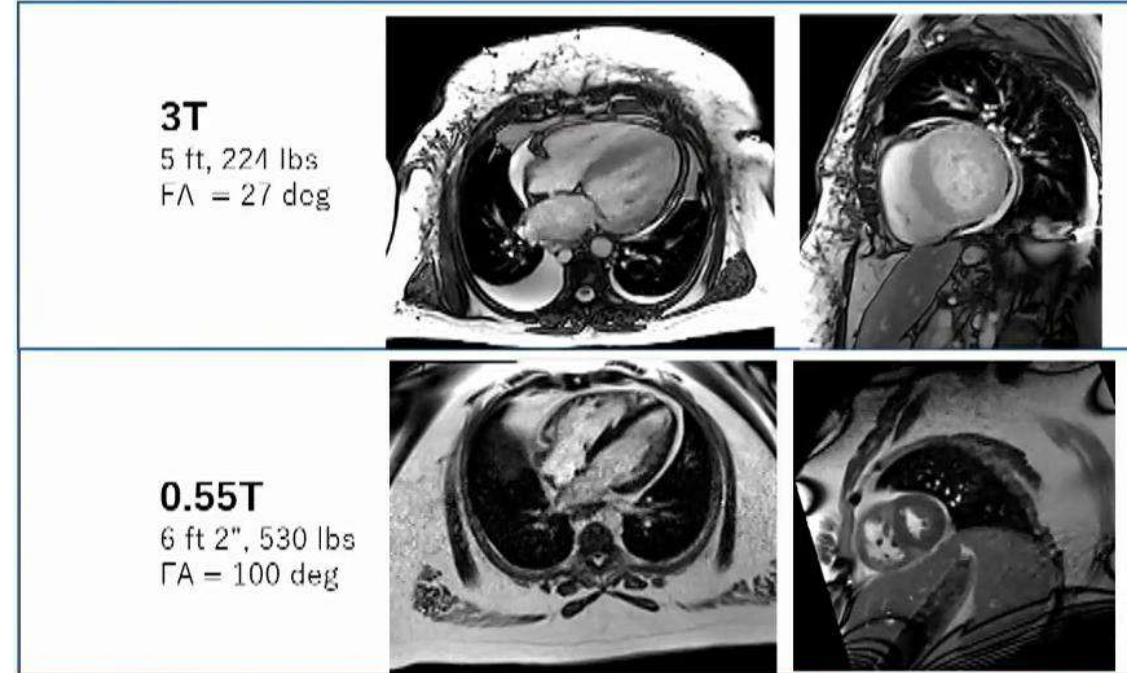 3T
5 ft, 224 lbs
FA = 27 deg
0.55T
6 ft 2", 530 lbs
FA = 100 deg